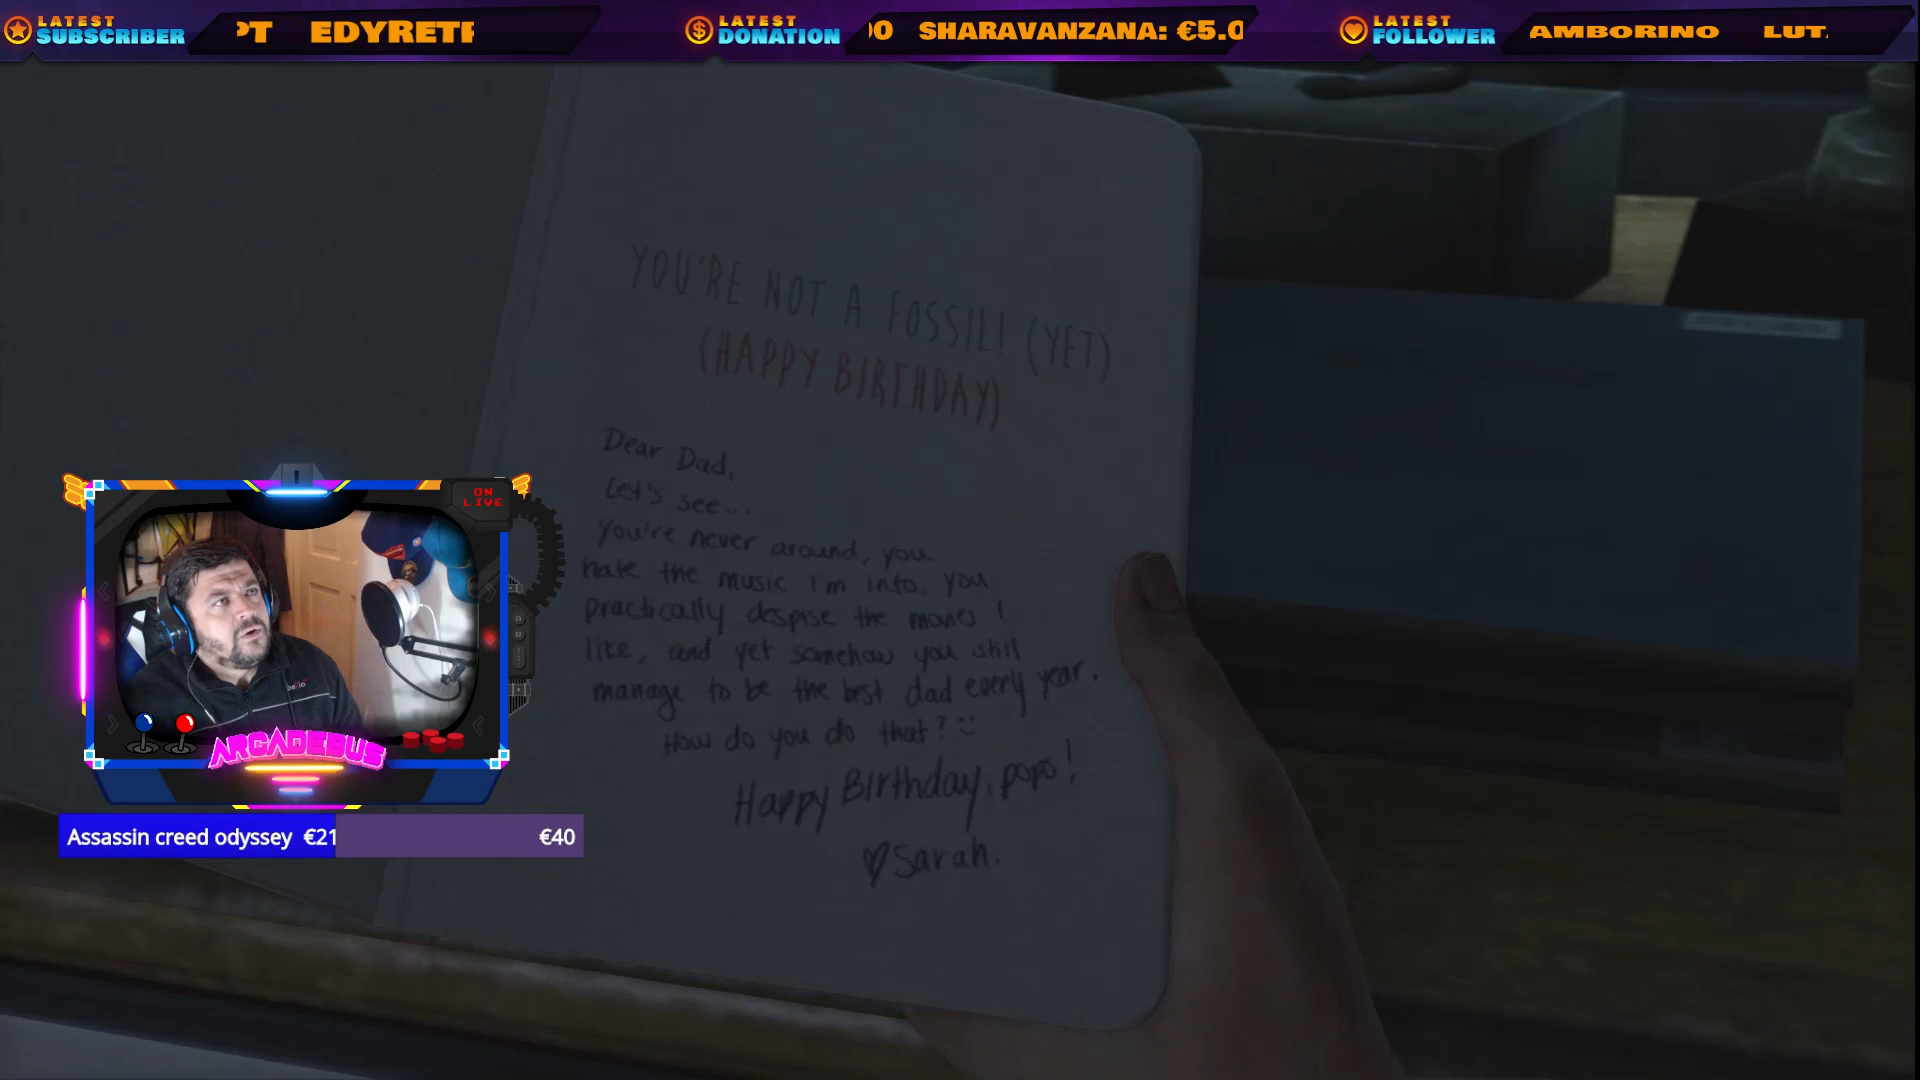 LATEST
SUBSCRIBER
EDYRETR
LATEST
DONATION
SHARAVANZANA: €5.0
LATEST
FOLLOWER
AMBORINO
LUT
YOU'RE NOT A FOSSIL! (YET)
(HAPPY BIRTHDAY)
Dear Dad,
Let's see...
You're never around, you
hate the music I'm into, you
practically despise the movies I
like, and yet somehow you still
manage to be the best dad every year.
How do you do that? :)
Happy Birthday, pops!
♡ Sarah.
ON
LIVE
ARCADEBUS
Assassin creed odyssey €21
€40